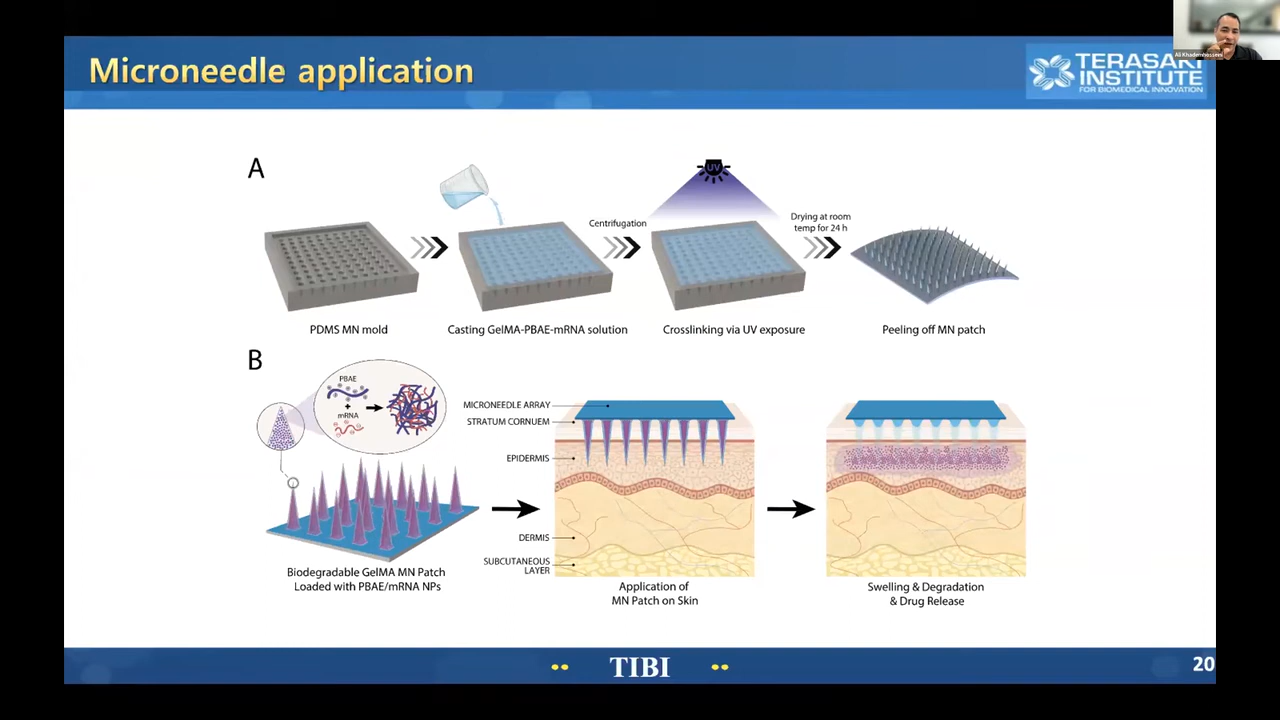 Ali Khademhosseini
Microneedle application
TERASAKI
INSTITUTE
FOR BIOMEDICAL INNOVATION
A
UV
Centrifugation
Drying at room
temp for 24 h
PDMS MN mold
Casting GelMA-PBAE-mRNA solution
Crosslinking via UV exposure
Peeling off MN patch
B
PBAE
+
mRNA
MICRONEEDLE ARRAY
STRATUM CORNUEM
EPIDERMIS
DERMIS
SUBCUTANEOUS
LAYER
Biodegradable GelMA MN Patch
Loaded with PBAE/mRNA NPs
Application of
MN Patch on Skin
Swelling & Degradation
& Drug Release
TIBI
20